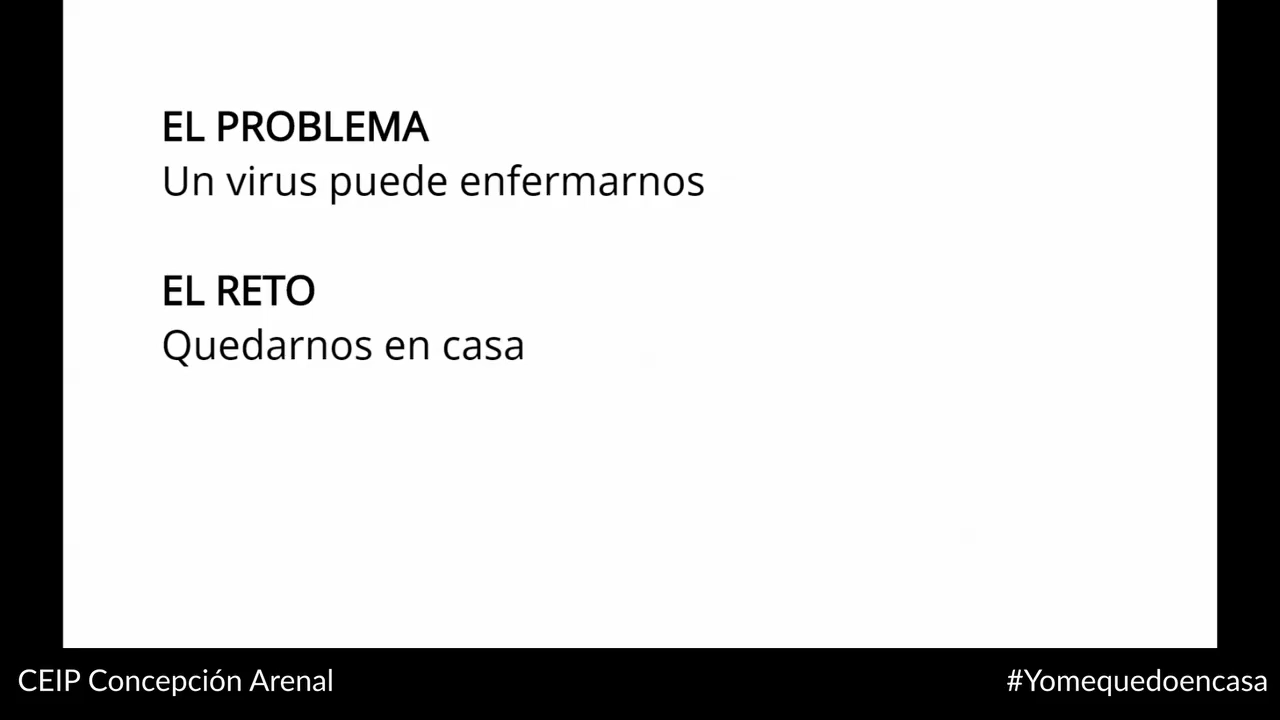 EL PROBLEMA
Un virus puede enfermarnos
EL RETO
Quedarnos en casa
CEIP Concepción Arenal
#Yomequedoencasa